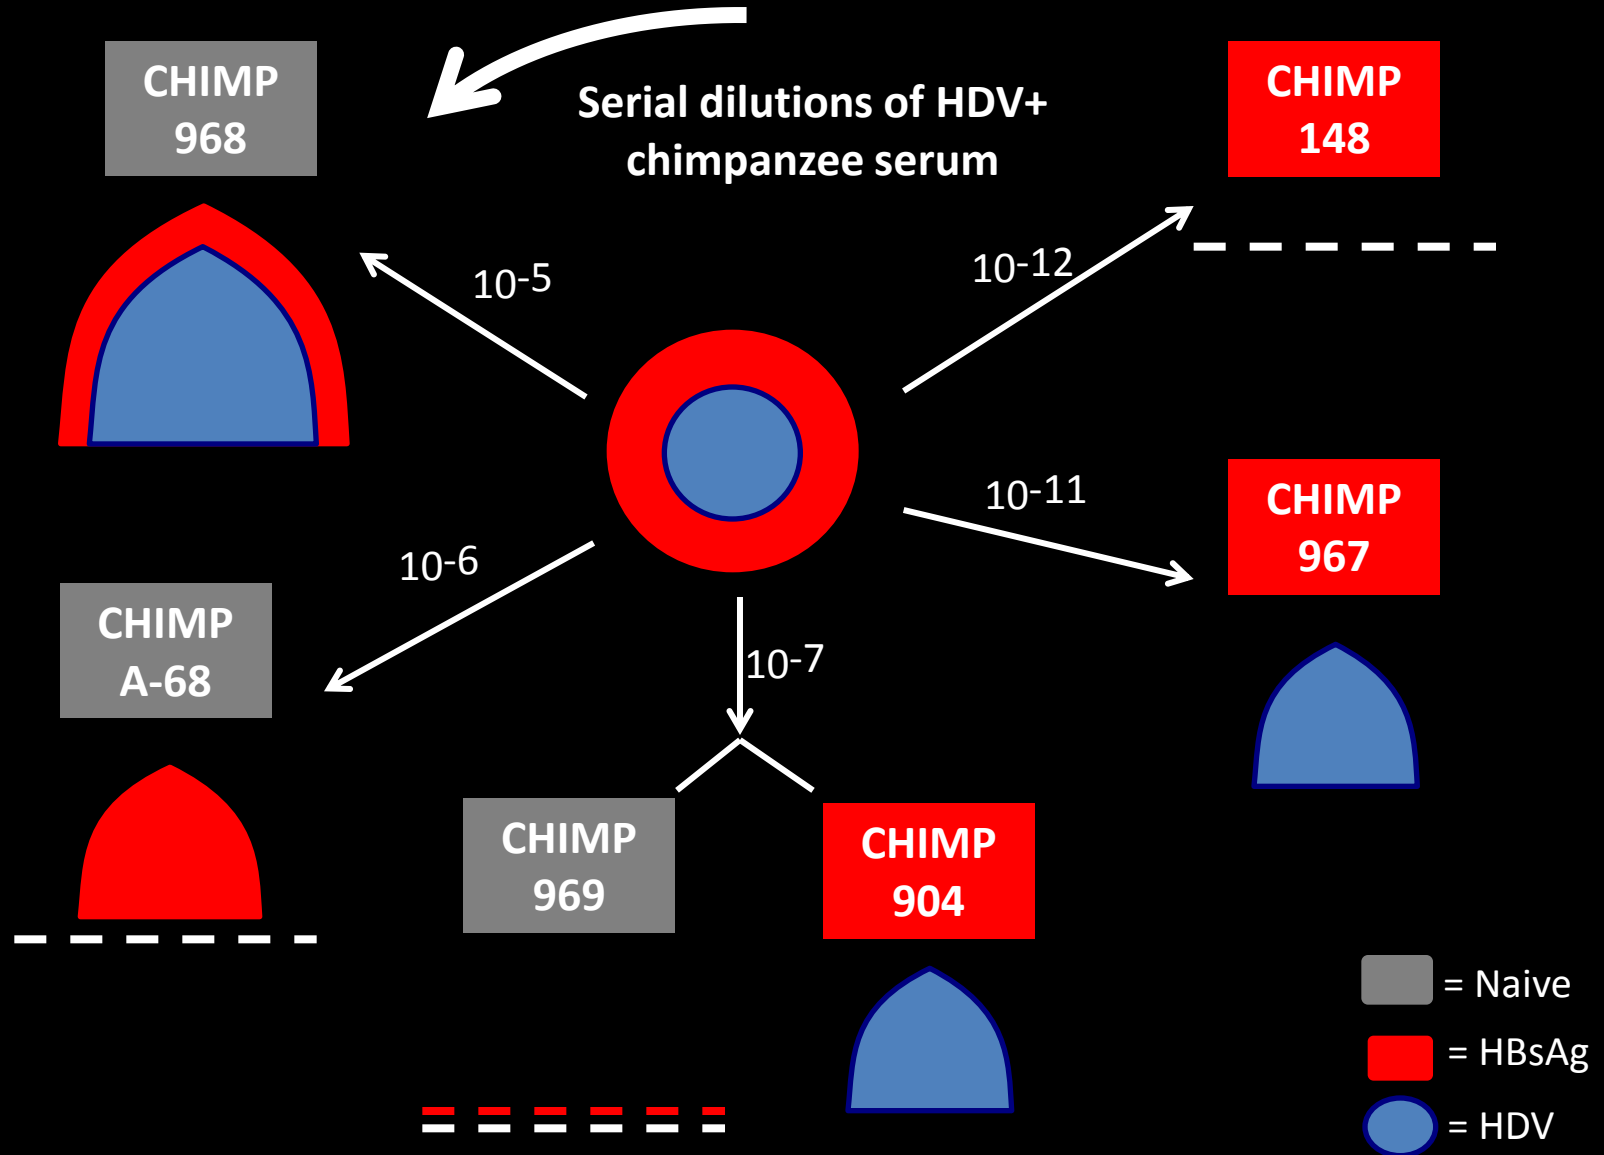 CHIMP
968
Serial dilutions of HDV+
chimpanzee serum
CHIMP
148
10-5
10-12
10-11
CHIMP
967
10-6
CHIMP
A-68
10-7
CHIMP
969
CHIMP
904
= Naive
= HBsAg
= HDV